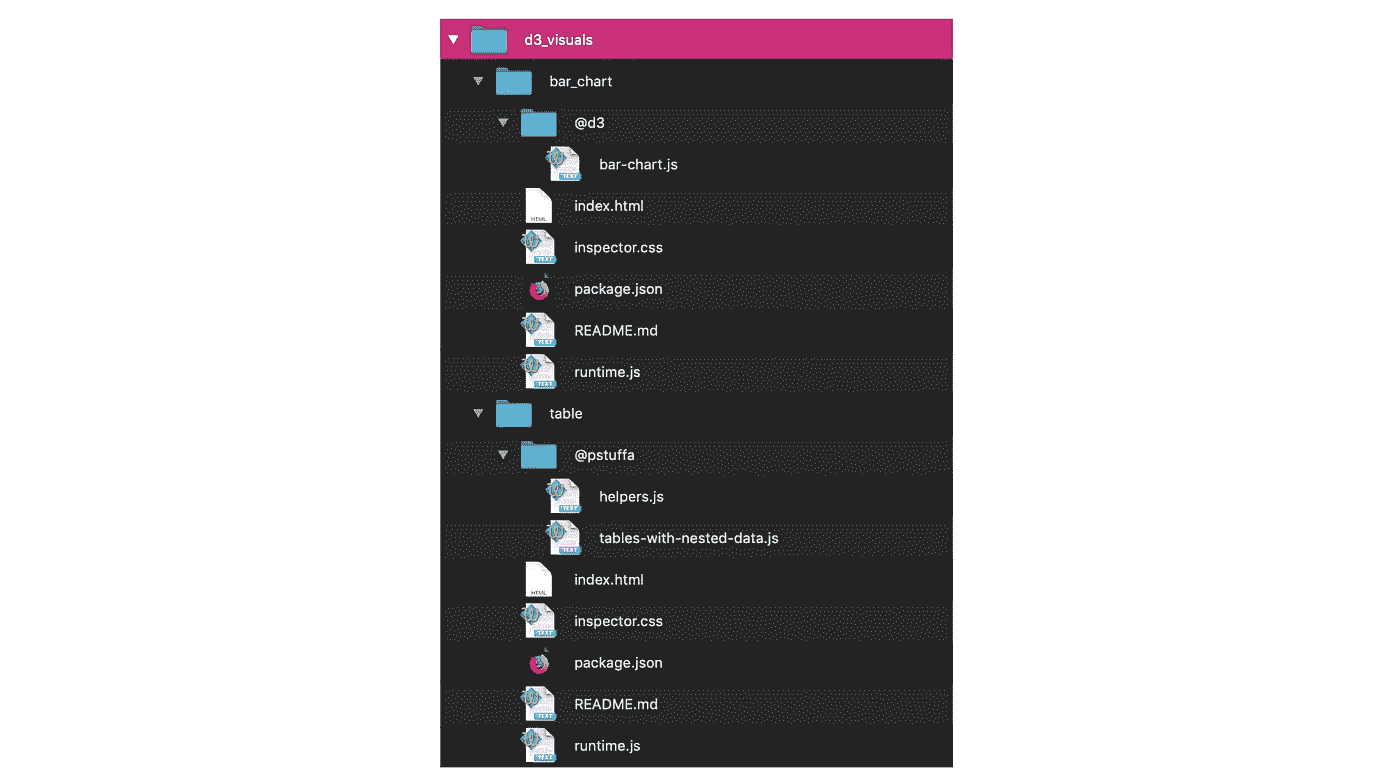 d3_visuals
bar_chart
@d3
bar-chart.js
index.html
inspector.css
package.json
README.md
runtime.js
table
@pstuffa
helpers.js
tables-with-nested-data.js
index.html
inspector.css
package.json
README.md
runtime.js